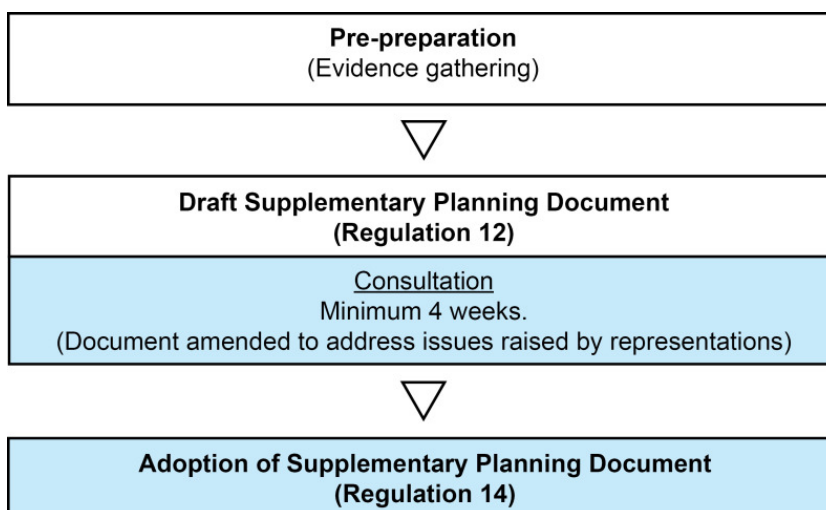 Pre-preparation
(Evidence gathering)
Draft Supplementary Planning Document
(Regulation 12)
Consultation
Minimum 4 weeks.
(Document amended to address issues raised by representations)
Adoption of Supplementary Planning Document
(Regulation 14)